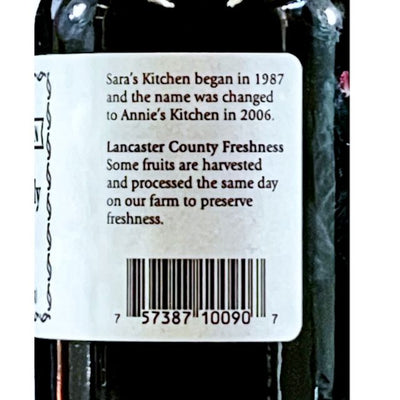 Sara's Kitchen began in 1987
and the name was changed
to Annie's Kitchen in 2006.
Lancaster County Freshness
Some fruits are harvested
and processed the same day
on our farm to preserve
freshness.
7 57387 10090 7